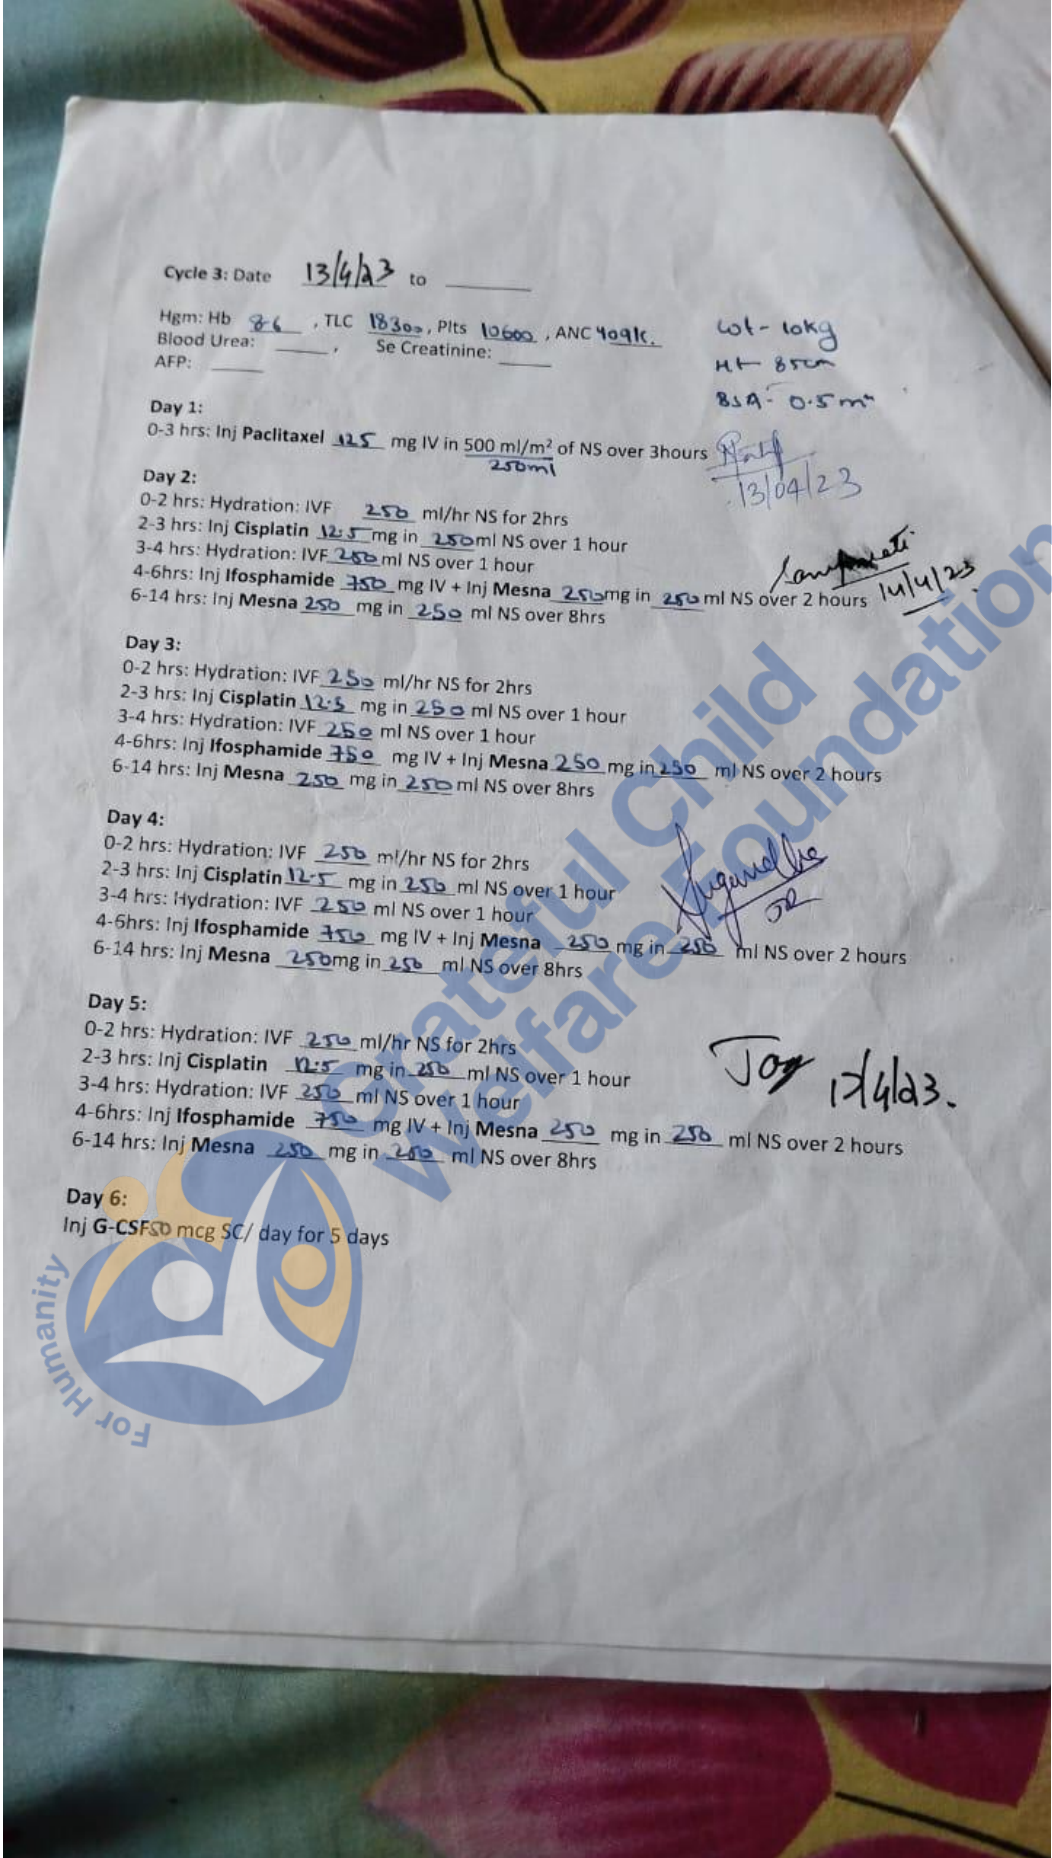 Cycle 3: Date 13/4/23 to ______
Hgm: Hb 8.6, TLC 18300, Plts 10600, ANC 4091c.
Blood Urea: ______, Se Creatinine: ______
AFP: ______
Wt - 10kg
Ht - 85cm
BSA - 0.5 m²
Day 1:
0-3 hrs: Inj Paclitaxel 125 mg IV in 500 ml/m² of NS over 3hours
250ml
13/04/23
Day 2:
0-2 hrs: Hydration: IVF 250 ml/hr NS for 2hrs
2-3 hrs: Inj Cisplatin 12.5 mg in 250 ml NS over 1 hour
3-4 hrs: Hydration: IVF 250 ml NS over 1 hour
4-6hrs: Inj Ifosphamide 750 mg IV + Inj Mesna 250 mg in 250 ml NS over 2 hours
6-14 hrs: Inj Mesna 250 mg in 250 ml NS over 8hrs
14/4/23
Day 3:
0-2 hrs: Hydration: IVF 250 ml/hr NS for 2hrs
2-3 hrs: Inj Cisplatin 12.5 mg in 250 ml NS over 1 hour
3-4 hrs: Hydration: IVF 250 ml NS over 1 hour
4-6hrs: Inj Ifosphamide 750 mg IV + Inj Mesna 250 mg in 250 ml NS over 2 hours
6-14 hrs: Inj Mesna 250 mg in 250 ml NS over 8hrs
Day 4:
0-2 hrs: Hydration: IVF 250 ml/hr NS for 2hrs
2-3 hrs: Inj Cisplatin 12.5 mg in 250 ml NS over 1 hour
3-4 hrs: Hydration: IVF 250 ml NS over 1 hour
4-6hrs: Inj Ifosphamide 750 mg IV + Inj Mesna 250 mg in 250 ml NS over 2 hours
6-14 hrs: Inj Mesna 250 mg in 250 ml NS over 8hrs
Sugandha
Day 5:
0-2 hrs: Hydration: IVF 250 ml/hr NS for 2hrs
2-3 hrs: Inj Cisplatin 12.5 mg in 250 ml NS over 1 hour
3-4 hrs: Hydration: IVF 250 ml NS over 1 hour
4-6hrs: Inj Ifosphamide 750 mg IV + Inj Mesna 250 mg in 250 ml NS over 2 hours
6-14 hrs: Inj Mesna 250 mg in 250 ml NS over 8hrs
Joy 17/4/23.
Day 6:
Inj G-CSF 50 mcg SC/ day for 5 days
Grateful Child
Welfare Foundation
For Humanity